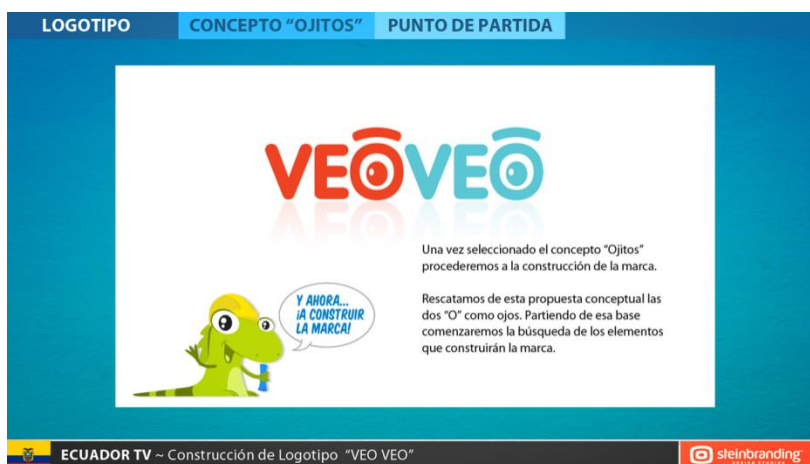 LOGOTIPO CONCEPTO “OJITOS” PUNTO DE PARTIDA
VEOVEO
Una vez seleccionado el concepto “Ojitos”
procederemos a la construcción de la marca.
Rescatamos de esta propuesta conceptual las
dos “O” como ojos. Partiendo de esa base
comenzaremos la búsqueda de los elementos
que construirán la marca.
Y AHORA...
¡A CONSTRUIR
LA MARCA!
ECUADOR TV ~ Construcción de Logotipo “VEO VEO”
steinbranding
DESIGN STUDIOS